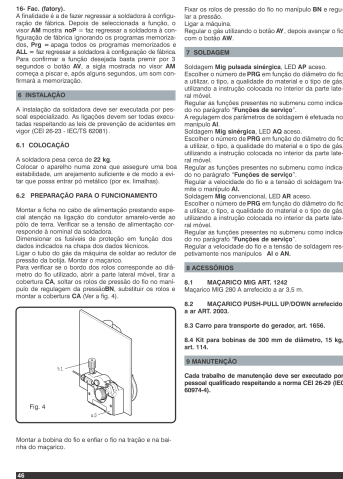 16- Fac. (fatory).
A finalidade é a de fazer regressar a soldadora à configu-
ração de fábrica. Depois de seleccionada a função, o
visor AM mostra noP = faz regressar a soldadora à con-
figuração de fábrica ignorando os programas memoriza-
dos, Prg = apaga todos os programas memorizados e
ALL = faz regressar a soldadora à configuração de fábrica.
Para confirmar a função desejada basta premir por 3
segundos o botão AV, a sigla mostrada no visor AM
começa a piscar e, após alguns segundos, um som con-
firmará a memorização.
6 INSTALAÇÃO
A instalação da soldadora deve ser executada por pes-
soal especializado. As ligações devem ser todas execu-
tadas respeitando as leis de prevenção de acidentes em
vigor (CEI 26-23 - IEC/TS 62081).
6.1 COLOCAÇÃO
A soldadora pesa cerca de 22 kg.
Colocar o aparelho numa zona que assegure uma boa
estabilidade, um arejamento suficiente e de modo a evi-
tar que possa entrar pó metálico (por ex. limalhas).
6.2 PREPARAÇÃO PARA O FUNCIONAMENTO
Montar a ficha no cabo de alimentação prestando espe-
cial atenção na ligação do condutor amarelo-verde ao
pólo de terra. Verificar se a tensão de alimentação cor-
responde à nominal da soldadora.
Dimensionar os fusíveis de proteção em função dos
dados indicados na chapa dos dados técnicos.
Ligar o tubo do gás da máquina de soldar ao redutor de
pressão da botija. Montar o maçarico.
Para verificar se o bordo dos rolos corresponde ao diâ-
metro do fio utilizado, abrir a parte lateral móvel, tirar a
cobertura CA, soltar os rolos de pressão do fio no maní-
pulo de regulação da pressãoBN, substituir os rolos e
montar a cobertura CA (Ver a fig. 4).
Fig. 4
Montar a bobina do fio e enfiar o fio na tração e na bai-
nha do maçarico.
46
Fixar os rolos de pressão do fio no manípulo BN e regu-
lar a pressão.
Ligar a máquina.
Regular o gás utilizando o botão AY, depois avançar o fio
com o botão AW.
7 SOLDAGEM
Soldagem Mig pulsada sinérgica, LED AP aceso.
Escolher o número de PRG em função do diâmetro do fio
a utilizar, o tipo, a qualidade do material e o tipo de gás,
utilizando a instrução colocada no interior da parte late-
ral móvel.
Regular as funções presentes no submenu como indica-
do no parágrafo "Funções de serviço".
A regulagem dos parâmetros de soldagem é efetuada no
manípulo AI.
Soldagem Mig sinérgica, LED AQ aceso.
Escolher o número de PRG em função do diâmetro do fio
a utilizar, o tipo, a qualidade do material e o tipo de gás,
utilizando a instrução colocada no interior da parte late-
ral móvel.
Regular as funções presentes no submenu como indica-
do no parágrafo "Funções de serviço".
Regular a velocidade do fio e a tensão di soldagem tra-
mite o manípulo AI.
Soldagem Mig convencional, LED AR aceso.
Escolher o número de PRG em função do diâmetro do fio
a utilizar, o tipo, a qualidade do material e o tipo de gás,
utilizando a instrução colocada no interior da parte late-
ral móvel.
Regular as funções presentes no submenu como indica-
do no parágrafo "Funções de serviço".
Regular a velocidade do fio e a tensão de soldagem res-
petivamente nos manípulos AI e AN.
8 ACESSÓRIOS
8.1 MAÇARICO MIG ART. 1242
Maçarico MIG 280 A arrefecido a ar 3,5 m.
8.2 MAÇARICO PUSH-PULL UP/DOWN arrefecido
a ar ART. 2003.
8.3 Carro para transporte do gerador, art. 1656.
8.4 Kit para bobinas de 300 mm de diâmetro, 15 kg,
art. 114.
9 MANUTENÇÃO
Cada trabalho de manutenção deve ser executado por
pessoal qualificado respeitando a norma CEI 26-29 (IEC
60974-4).